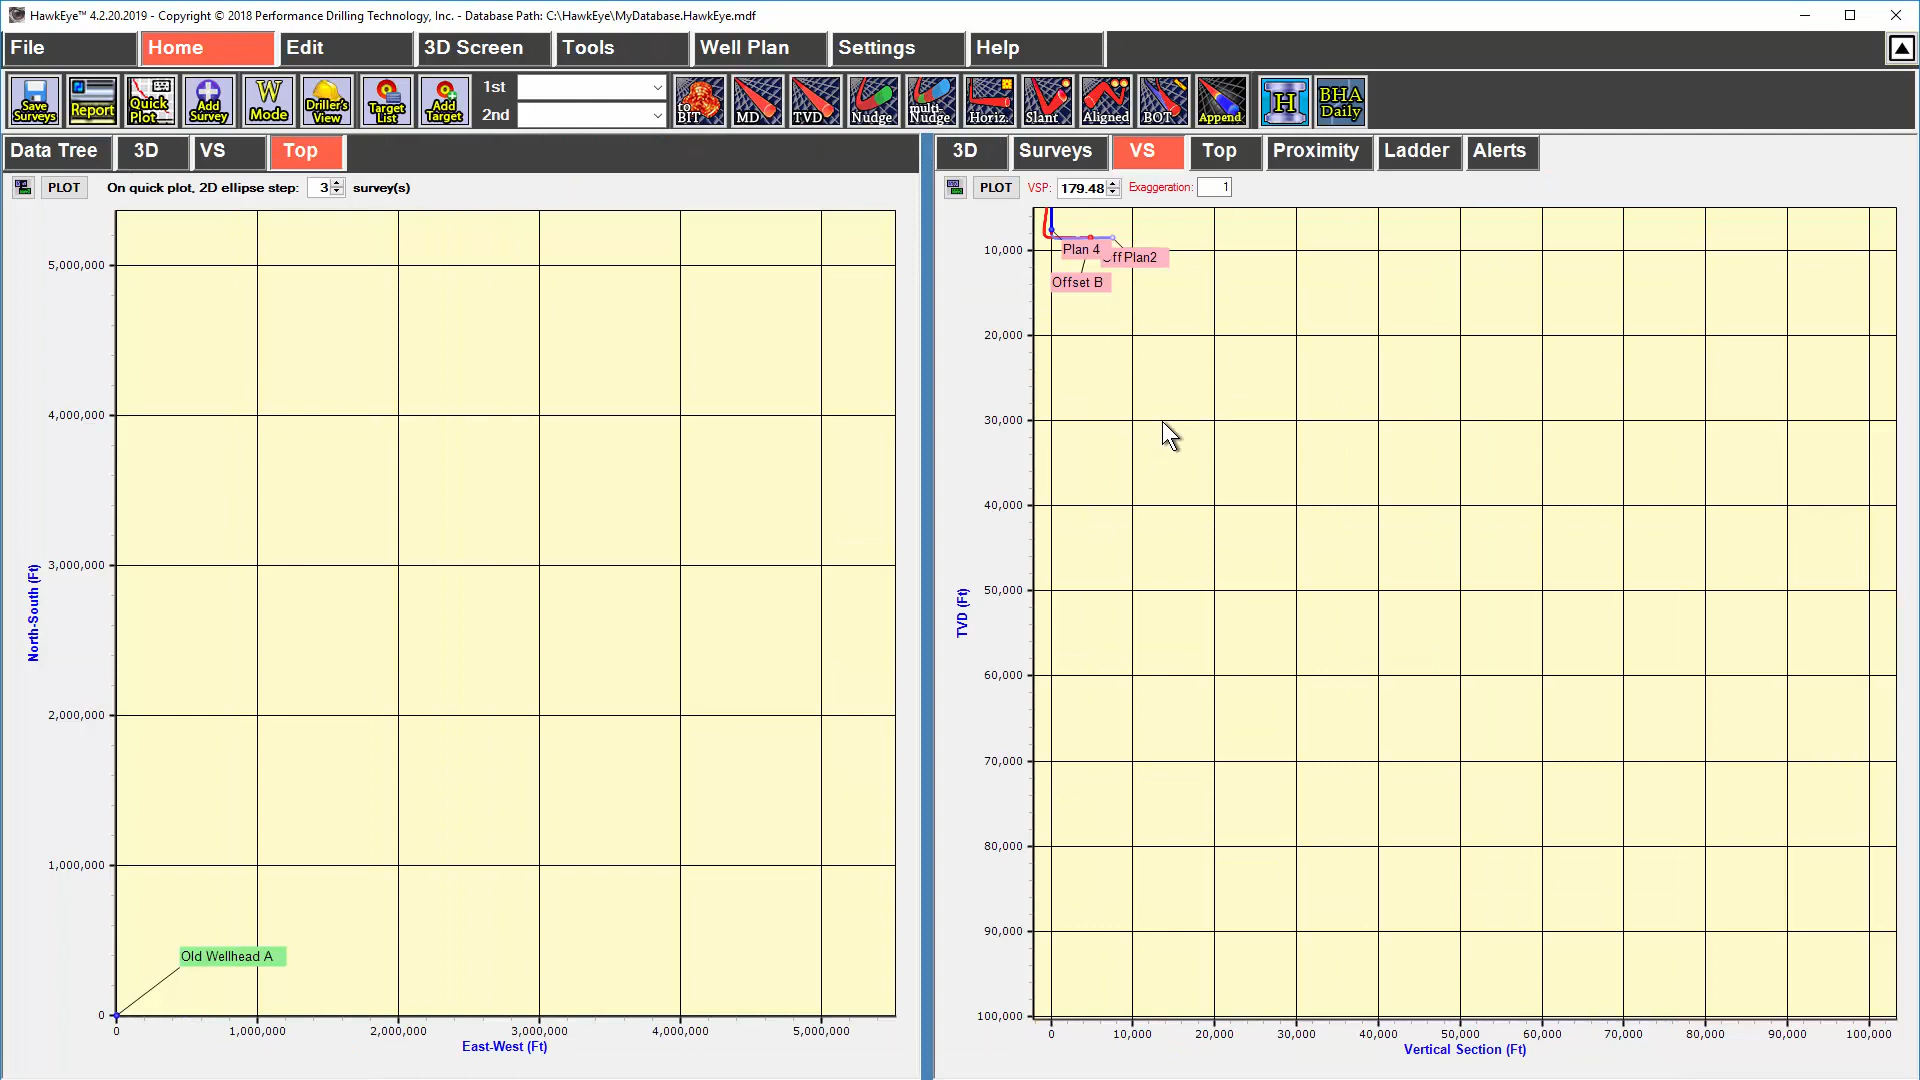 HawkEye™ 4.2.20.2019 - Copyright © 2018 Performance Drilling Technology, Inc. - Database Path: C:\HawkEye\MyDatabase.HawkEye.mdf
File Home Edit 3D Screen Tools Well Plan Settings Help
Save Surveys
Report
Quick Plot
Add Survey
W Mode
Driller's View
Target List
Add Target
1st
2nd
to BIT
MD
TVD
Nudge
multi-Nudge
Horiz.
Slant
Aligned
BOT
Append
H
BHA Daily
Data Tree 3D VS Top
PLOT On quick plot, 2D ellipse step: 3 survey(s)
5,000,000
4,000,000
3,000,000
2,000,000
1,000,000
0
North-South (Ft)
Old Wellhead A
0 1,000,000 2,000,000 3,000,000 4,000,000 5,000,000
East-West (Ft)
3D Surveys VS Top Proximity Ladder Alerts
PLOT VSP: 179.48 Exaggeration: 1
Plan 4
Plan2
Offset B
10,000
20,000
30,000
40,000
50,000
60,000
70,000
80,000
90,000
100,000
TVD (Ft)
0 10,000 20,000 30,000 40,000 50,000 60,000 70,000 80,000 90,000 100,000
Vertical Section (Ft)